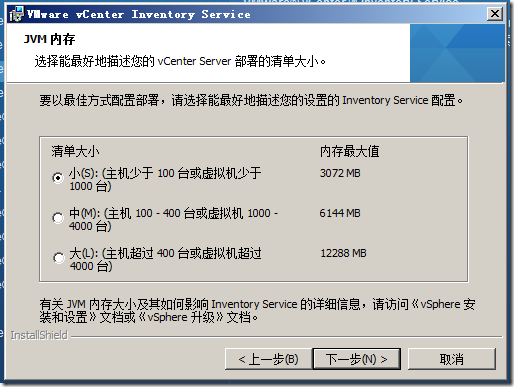 VMware vCenter Inventory Service
JVM 内存
选择能最好地描述您的 vCenter Server 部署的清单大小。
要以最佳方式配置部署，请选择能最好地描述您的设置的 Inventory Service 配置。
清单大小 内存最大值
小(S): (主机少于 100 台或虚拟机少于 3072 MB
1000 台)
中(M): (主机 100 - 400 台或虚拟机 1000 - 6144 MB
4000 台)
大(L): (主机超过 400 台或虚拟机超过 12288 MB
4000 台)
有关 JVM 内存大小及其如何影响 Inventory Service 的详细信息，请访问《vSphere 安
装和设置》文档或《vSphere 升级》文档。
InstallShield
< 上一步(B) 下一步(N) > 取消